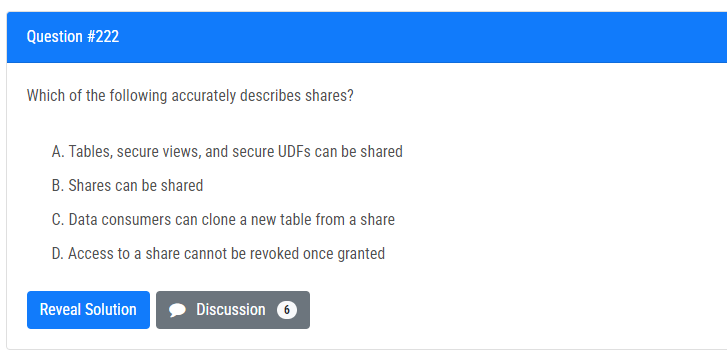 Question #222
Which of the following accurately describes shares?
A. Tables, secure views, and secure UDFs can be shared
B. Shares can be shared
C. Data consumers can clone a new table from a share
D. Access to a share cannot be revoked once granted
Reveal Solution Discussion 6